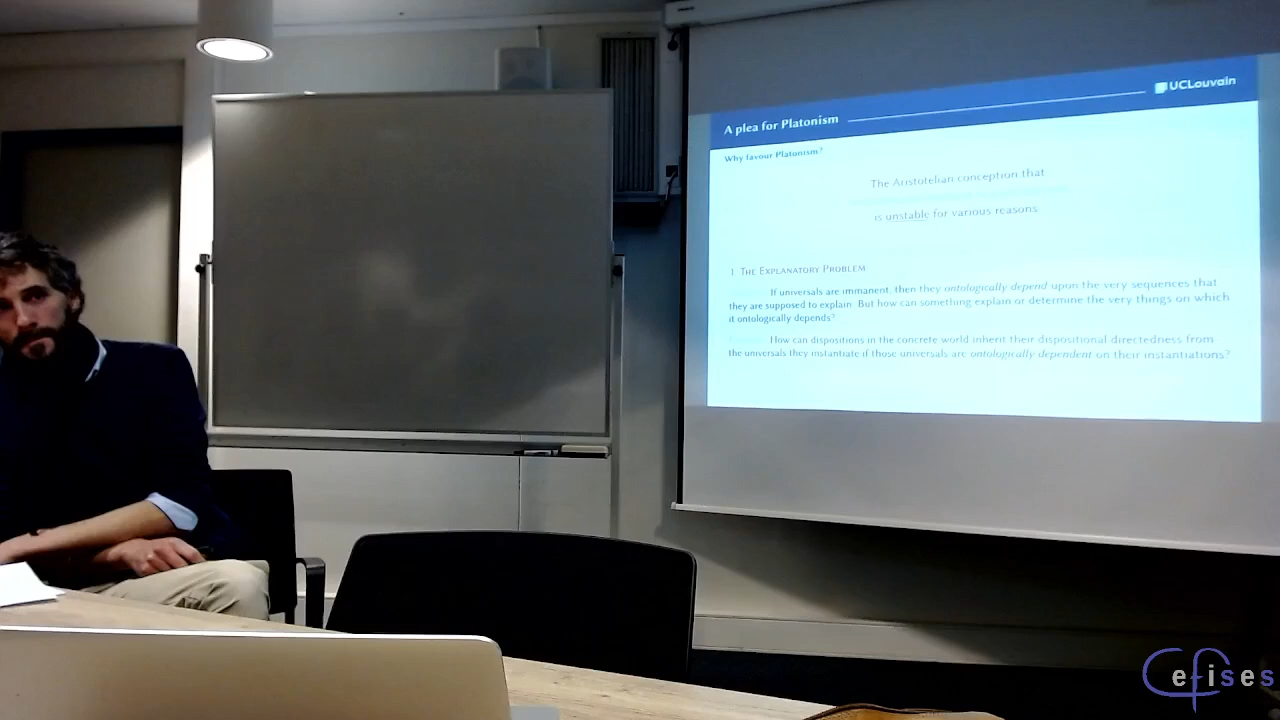 UCLouvain
A plea for Platonism
Why favour Platonism?
The Aristotelian conception that
is unstable for various reasons
1 The Explanatory Problem
If universals are immanent, then they ontologically depend upon the very sequences that
they are supposed to explain. But how can something explain or determine the very things on which
it ontologically depends?
How can dispositions in the concrete world inherit their dispositional directedness from
the universals they instantiate if those universals are ontologically dependent on their instantiations?
Cefises